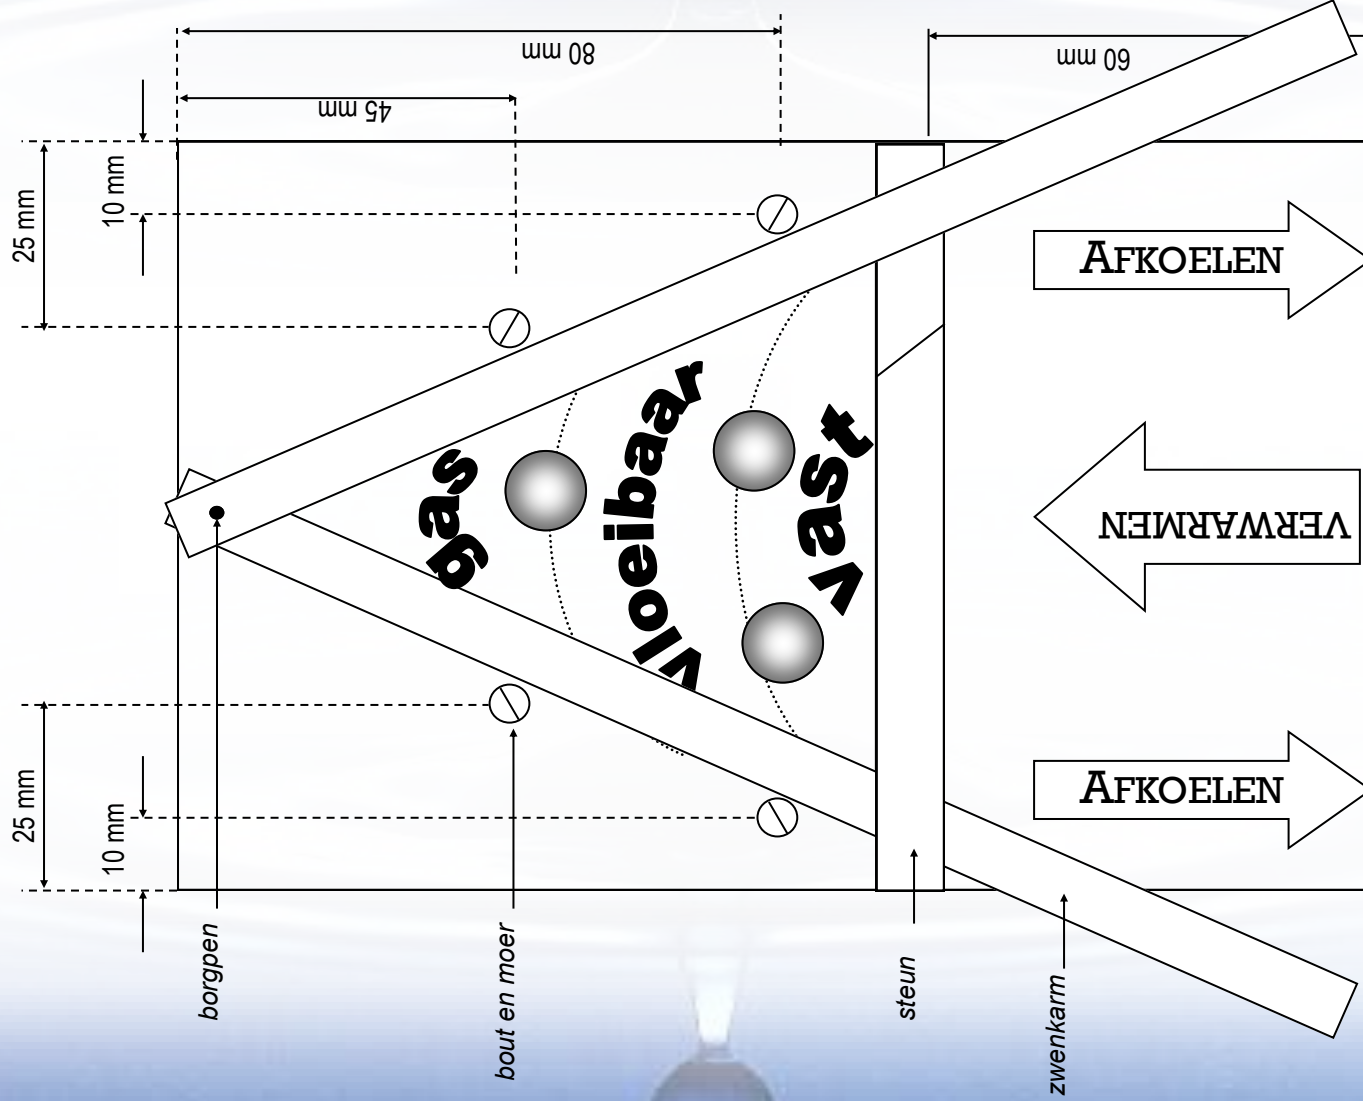 80 mm
60 mm
45 mm
25 mm
10 mm
gas
vloeibaar
vast
AFKOELEN
VERWARMEN
AFKOELEN
25 mm
10 mm
borgpen
bout en moer
steun
zwenkarm